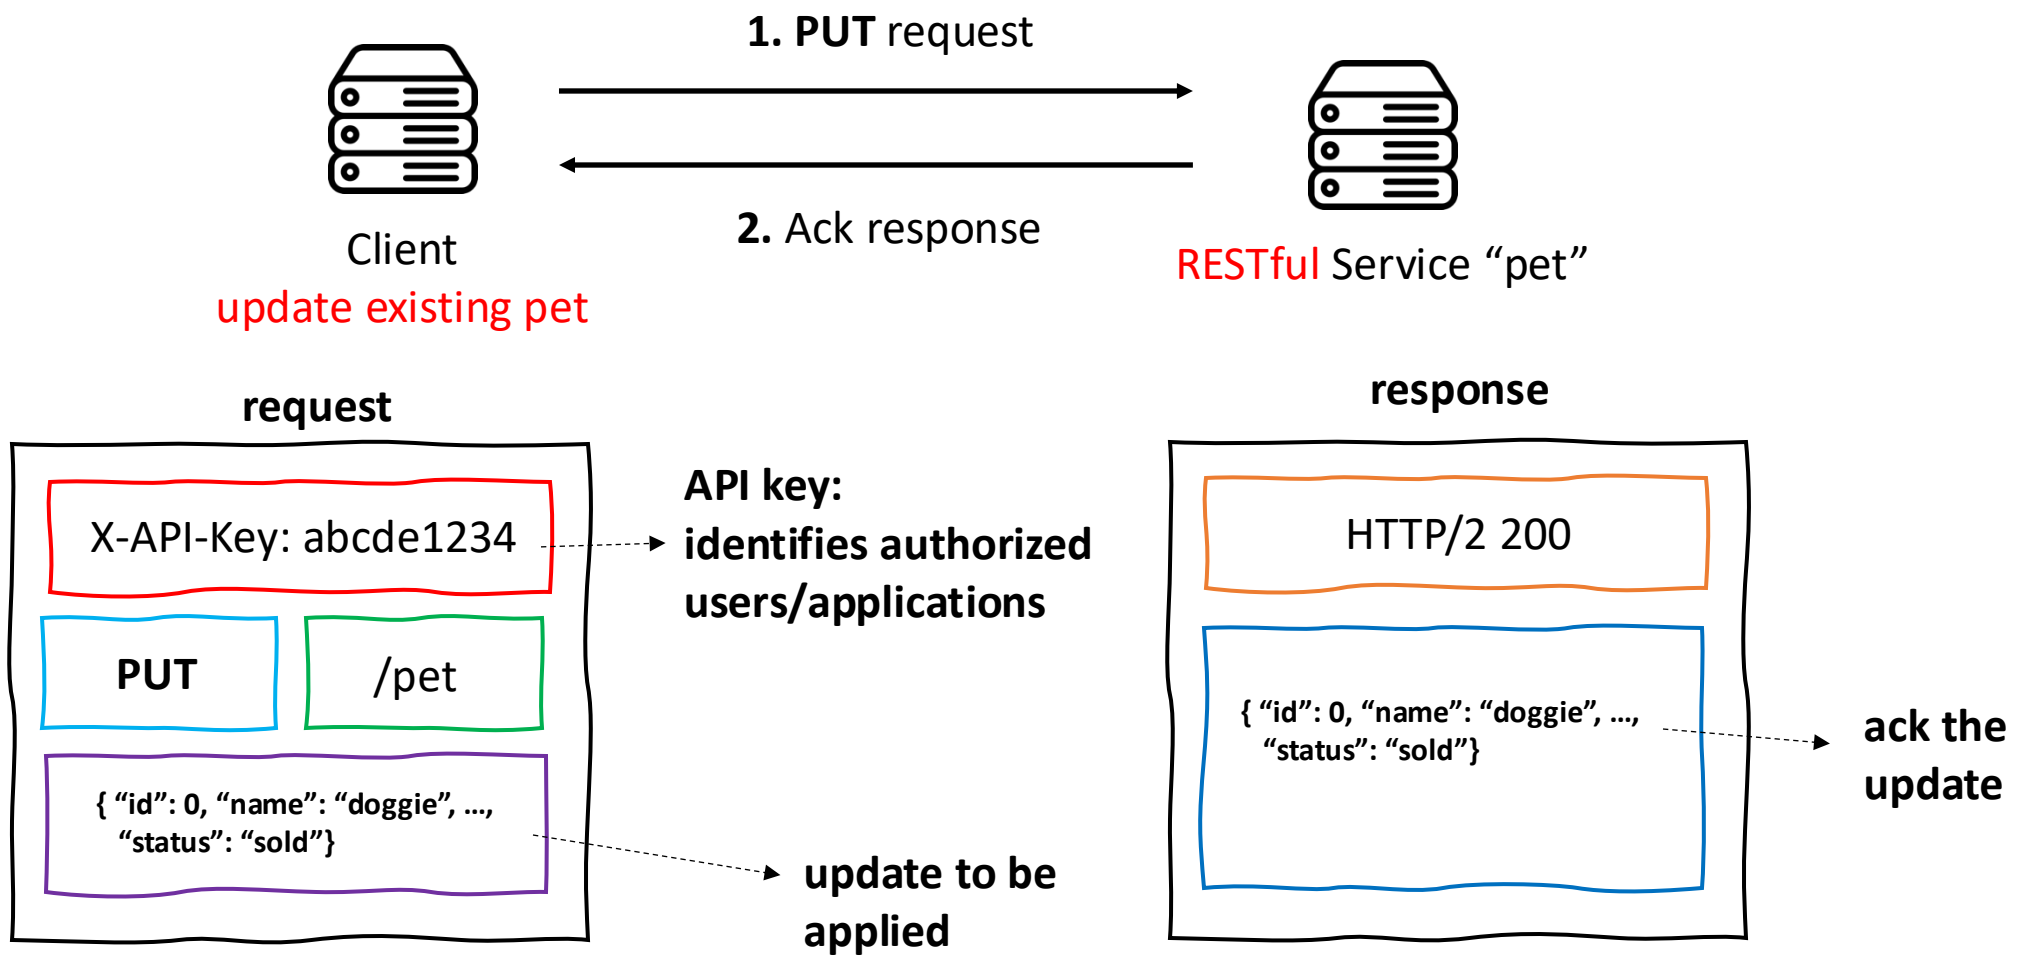 1. PUT request
2. Ack response
Client
update existing pet
RESTful Service “pet”
request
X-API-Key: abcde1234
PUT
/pet
{ “id”: 0, “name”: “doggie”, …,
“status”: “sold”}
API key:
identifies authorized
users/applications
update to be
applied
response
HTTP/2 200
{ “id”: 0, “name”: “doggie”, …,
“status”: “sold”}
ack the
update